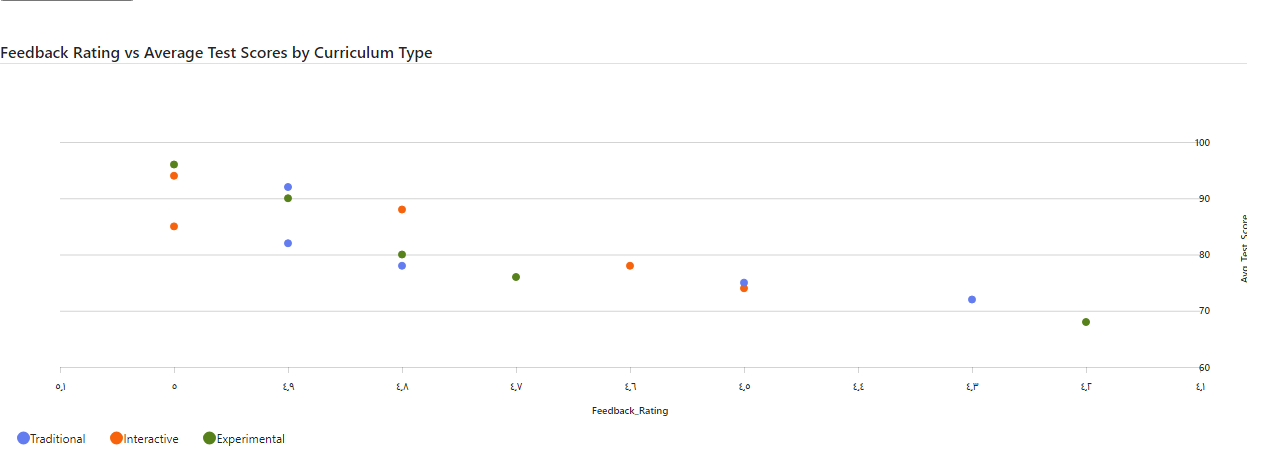 Feedback Rating vs Average Test Scores by Curriculum Type
100
90
80
70
60
Avg_Test_Score
٥,١ ٥ ٤,٩ ٤,٨ ٤,٧ ٤,٦ ٤,٥ ٤,٤ ٤,٣ ٤,٢ ٤,١
Feedback_Rating
Traditional Interactive Experimental